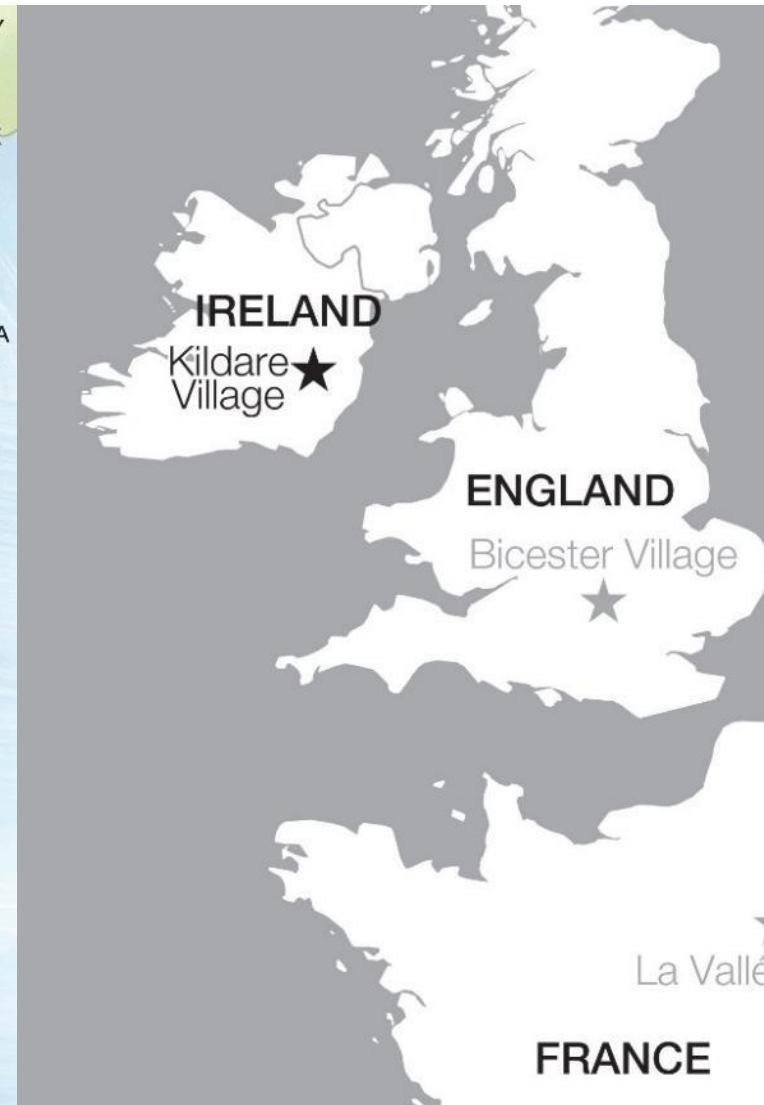 Y
A
IRELAND
Kildare
Village
ENGLAND
Bicester Village
La Vallé
FRANCE